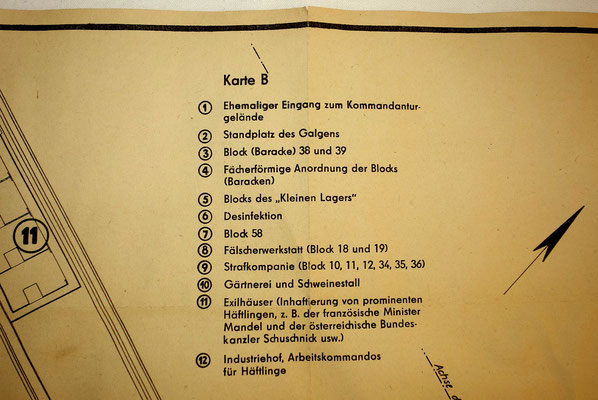 Karte B
1 Ehemaliger Eingang zum Kommandantur-
gelände
2 Standplatz des Galgens
3 Block (Baracke) 38 und 39
4 Fächerförmige Anordnung der Blocks
(Baracken)
5 Blocks des „Kleinen Lagers“
6 Desinfektion
7 Block 58
8 Fälscherwerkstatt (Block 18 und 19)
9 Strafkompanie (Block 10, 11, 12, 34, 35, 36)
10 Gärtnerei und Schweinestall
11 Exilhäuser (Inhaftierung von prominenten
Häftlingen, z. B. der französische Minister
Mandel und der österreichische Bundes-
kanzler Schuschnick usw.)
12 Industriehof, Arbeitskommandos
für Häftlinge
11
Achse d